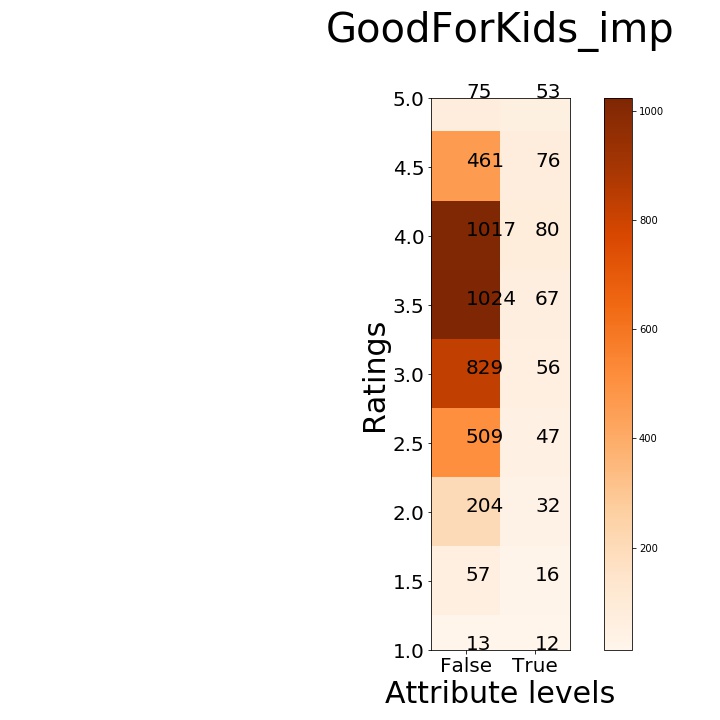 GoodForKids_imp
5.0 75 53
4.5 461 76
4.0 1017 80
3.5 1024 67
3.0 829 56
2.5 509 47
2.0 204 32
1.5 57 16
1.0 13 12
False True
Attribute levels
Ratings
1000
800
600
400
200